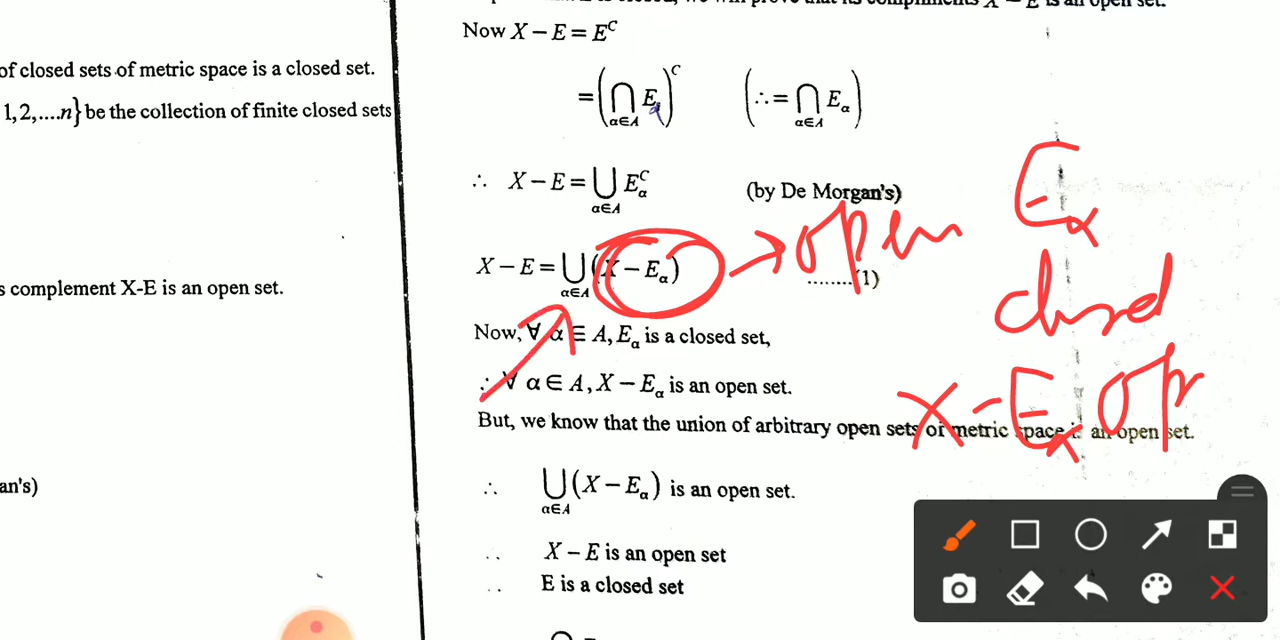 of closed sets of metric space is a closed set.
1, 2, ....n} be the collection of finite closed sets
s complement X-E is an open set.
an's)
is an open set.
Now X − E = E^C
= (⋂_{α∈A} E_α)^C (∴ = ⋂_{α∈A} E_α)
∴ X − E = ⋃_{α∈A} E_α^C (by De Morgan's)
X − E = ⋃_{α∈A} (X − E_α) ........(1)
Now, ∀ α ∈ A, E_α is a closed set,
∴ ∀ α ∈ A, X − E_α is an open set.
But, we know that the union of arbitrary open sets of metric space is an open set.
∴ ⋃_{α∈A} (X − E_α) is an open set.
X − E is an open set
E is a closed set
open
E_α
closed
X − E_α op